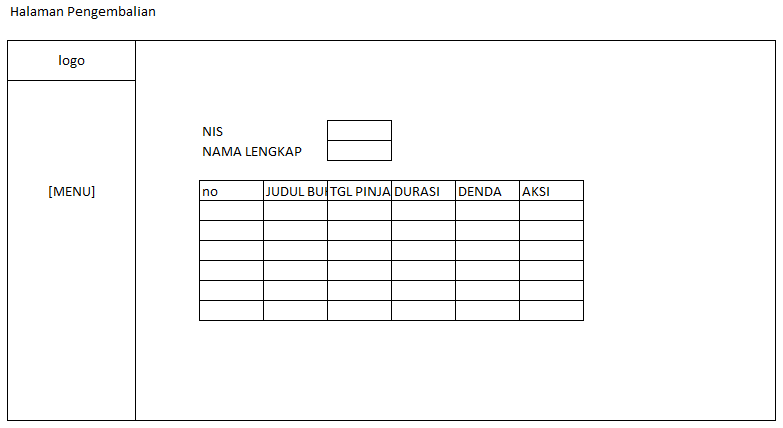 Halaman Pengembalian
logo
NIS
NAMA LENGKAP
[MENU]
no JUDUL BU TGL PINJA DURASI DENDA AKSI